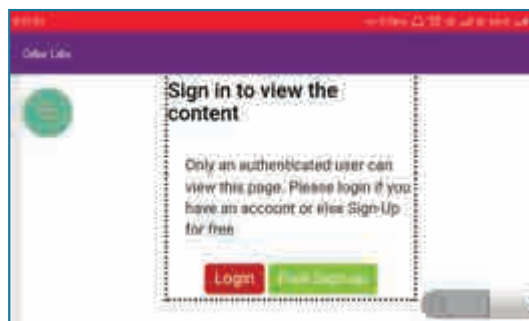 Sign in to view the
content
Only an authenticated user can
view this page. Please login if you
have an account or else Sign-Up
for free
Login